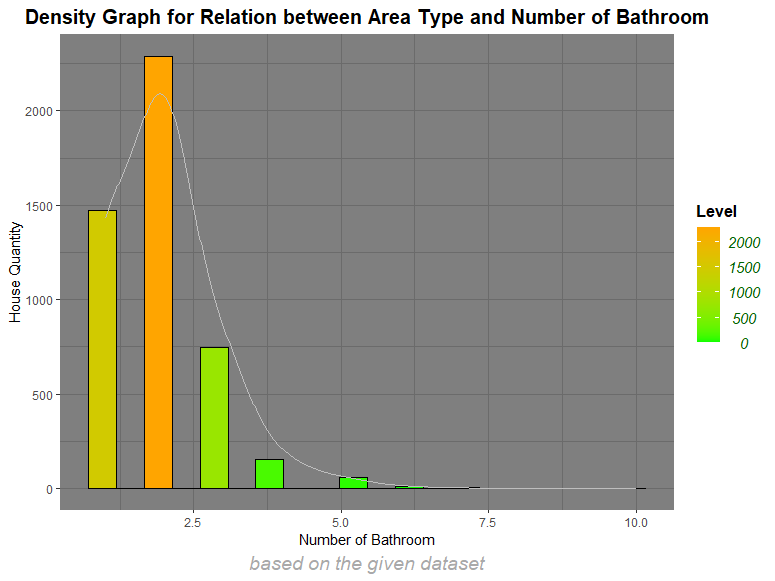 Density Graph for Relation between Area Type and Number of Bathroom
House Quantity
2000
1500
1000
500
0
2.5
5.0
7.5
10.0
Number of Bathroom
based on the given dataset
Level
2000
1500
1000
500
0